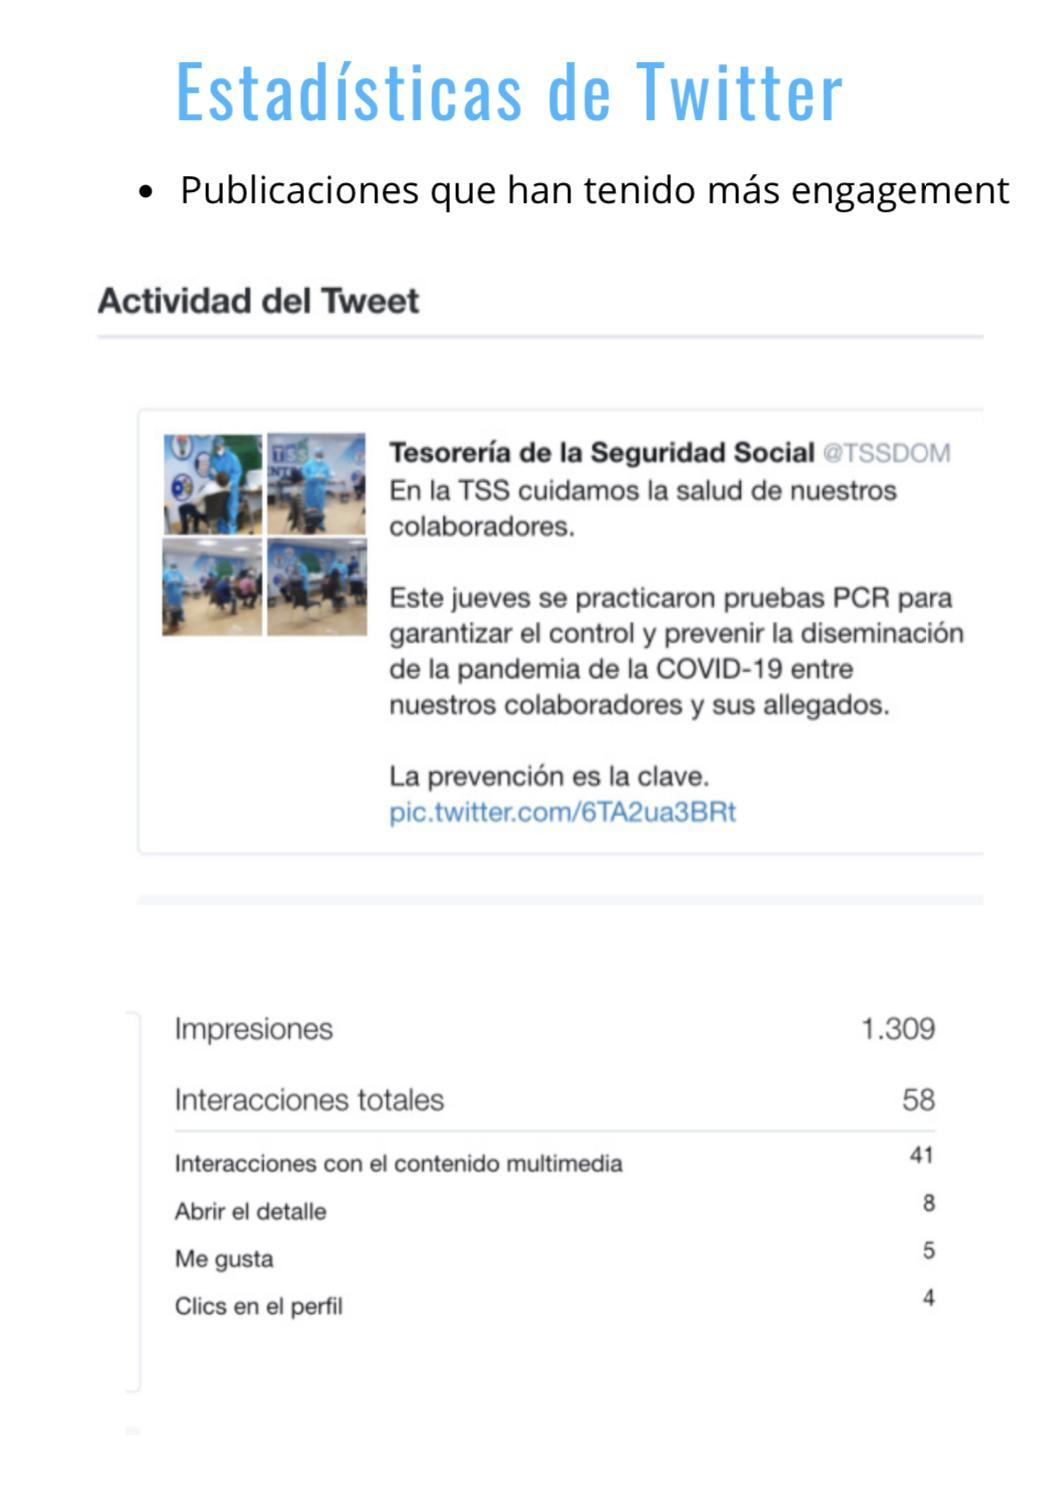 Estadísticas de Twitter
• Publicaciones que han tenido más engagement
Actividad del Tweet
Tesorería de la Seguridad Social @TSSDOM
En la TSS cuidamos la salud de nuestros
colaboradores.
Este jueves se practicaron pruebas PCR para
garantizar el control y prevenir la diseminación
de la pandemia de la COVID-19 entre
nuestros colaboradores y sus allegados.
La prevención es la clave.
pic.twitter.com/6TA2ua3BRt
TSS
Impresiones 1.309
Interacciones totales 58
Interacciones con el contenido multimedia 41
Abrir el detalle 8
Me gusta 5
Clics en el perfil 4